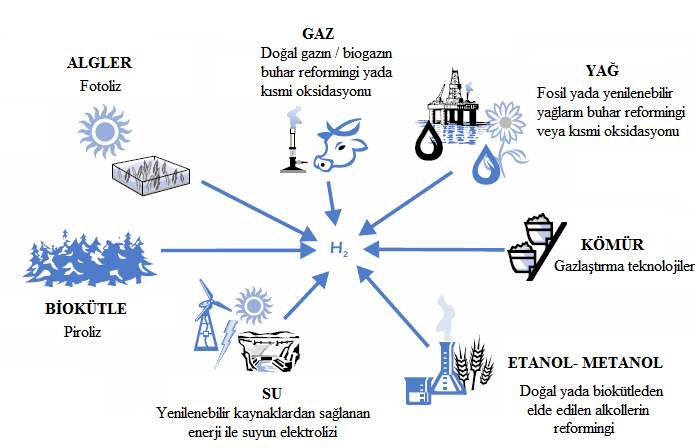 ALGLER
Fotoliz
GAZ
Doğal gazın / biogazın
buhar reformingi yada
kısmi oksidasyonu
YAĞ
Fosil yada yenilenebilir
yağların buhar reformingi
veya kısmi oksidasyonu
H2
BİOKÜTLE
Piroliz
KÖMÜR
Gazlaştırma teknolojiler
SU
Yenilenebilir kaynaklardan sağlanan
enerji ile suyun elektrolizi
ETANOL- METANOL
Doğal yada biokütleden
elde edilen alkollerin
reformingi